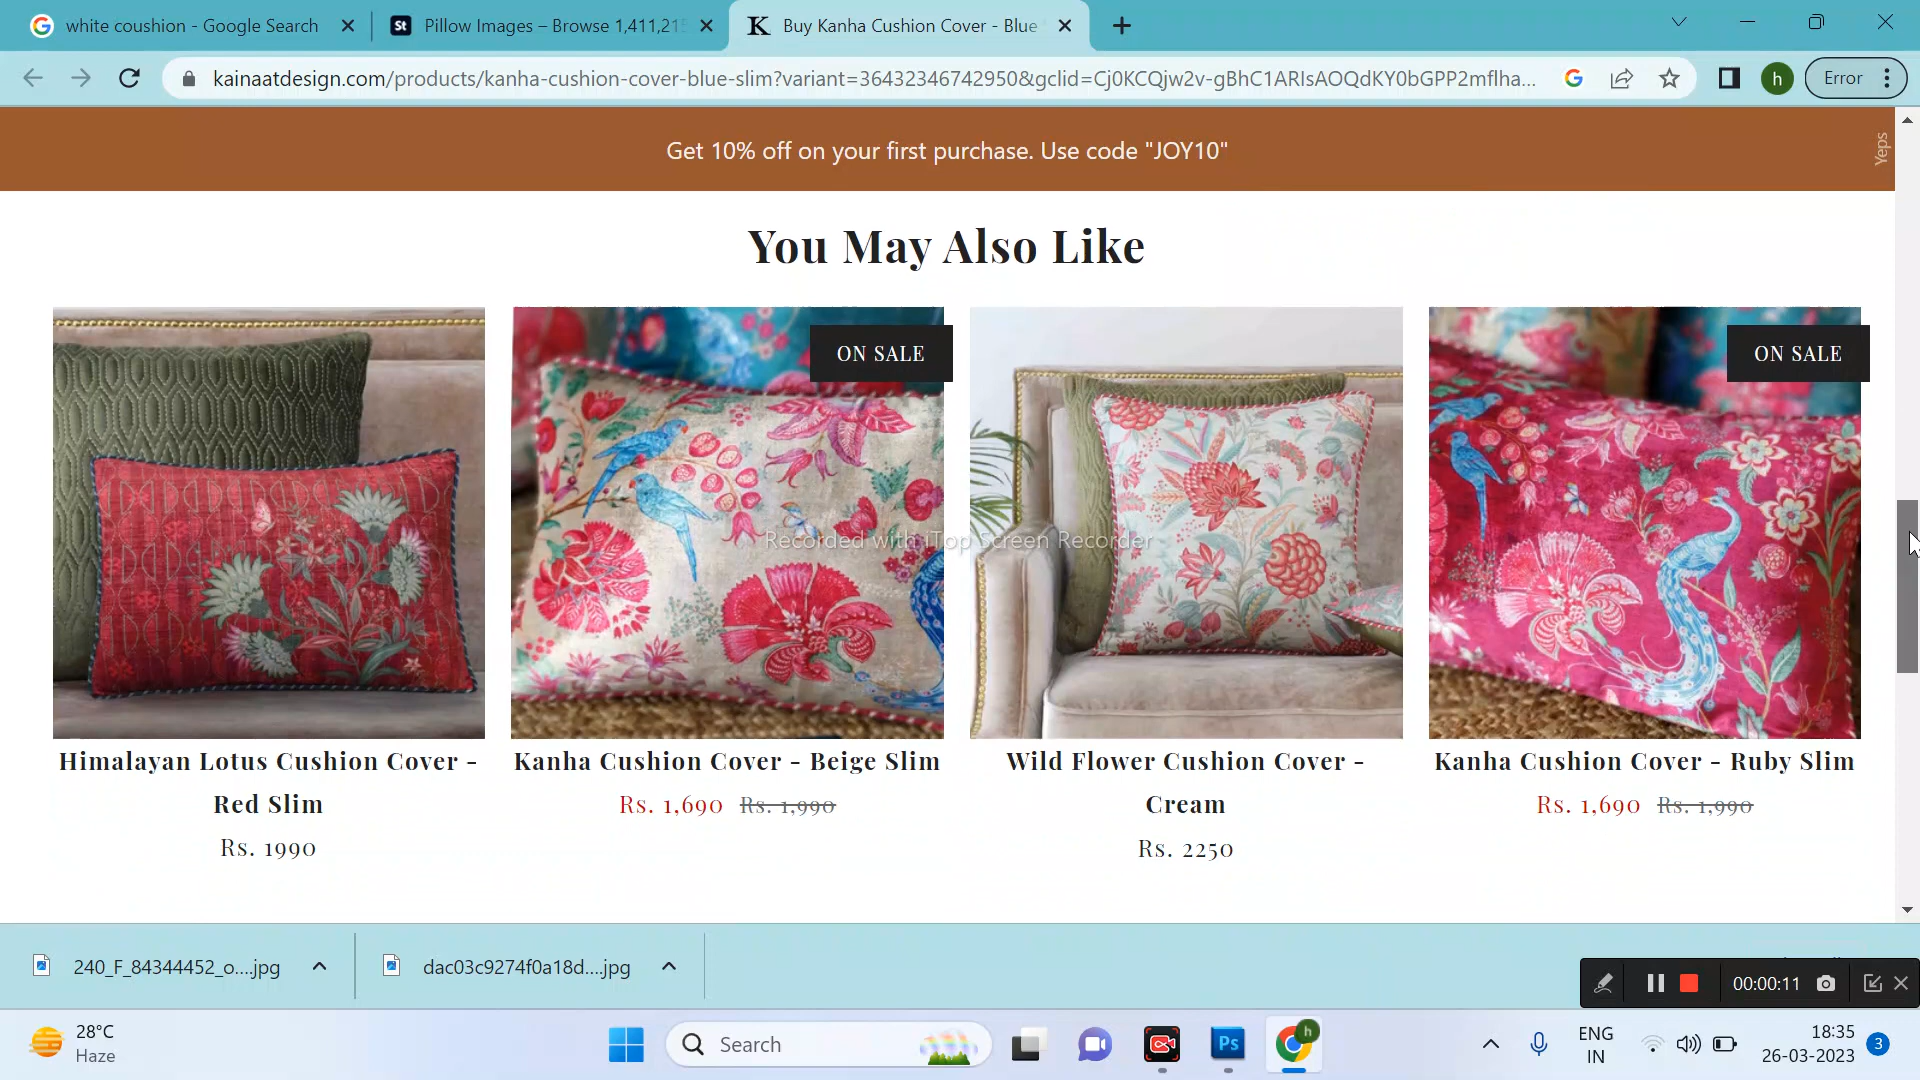 white coushion - Google Search
Pillow Images – Browse 1,411,215
Buy Kanha Cushion Cover - Blue
kainaatdesign.com/products/kanha-cushion-cover-blue-slim?variant=36432346742950&gclid=Cj0KCQjw2v-gBhC1ARIsAOQdKY0bGPP2mflha...
h
Error
Get 10% off on your first purchase. Use code "JOY10"
Yeps
You May Also Like
ON SALE
ON SALE
Recorded with iTop Screen Recorder
Himalayan Lotus Cushion Cover -
Red Slim
Rs. 1990
Kanha Cushion Cover - Beige Slim
Rs. 1,690 Rs. 1,990
Wild Flower Cushion Cover -
Cream
Rs. 2250
Kanha Cushion Cover - Ruby Slim
Rs. 1,690 Rs. 1,990
240_F_84344452_o....jpg
dac03c9274f0a18d....jpg
00:00:11
28°C
Haze
Search
Ps
h
ENG
IN
18:35
26-03-2023
3